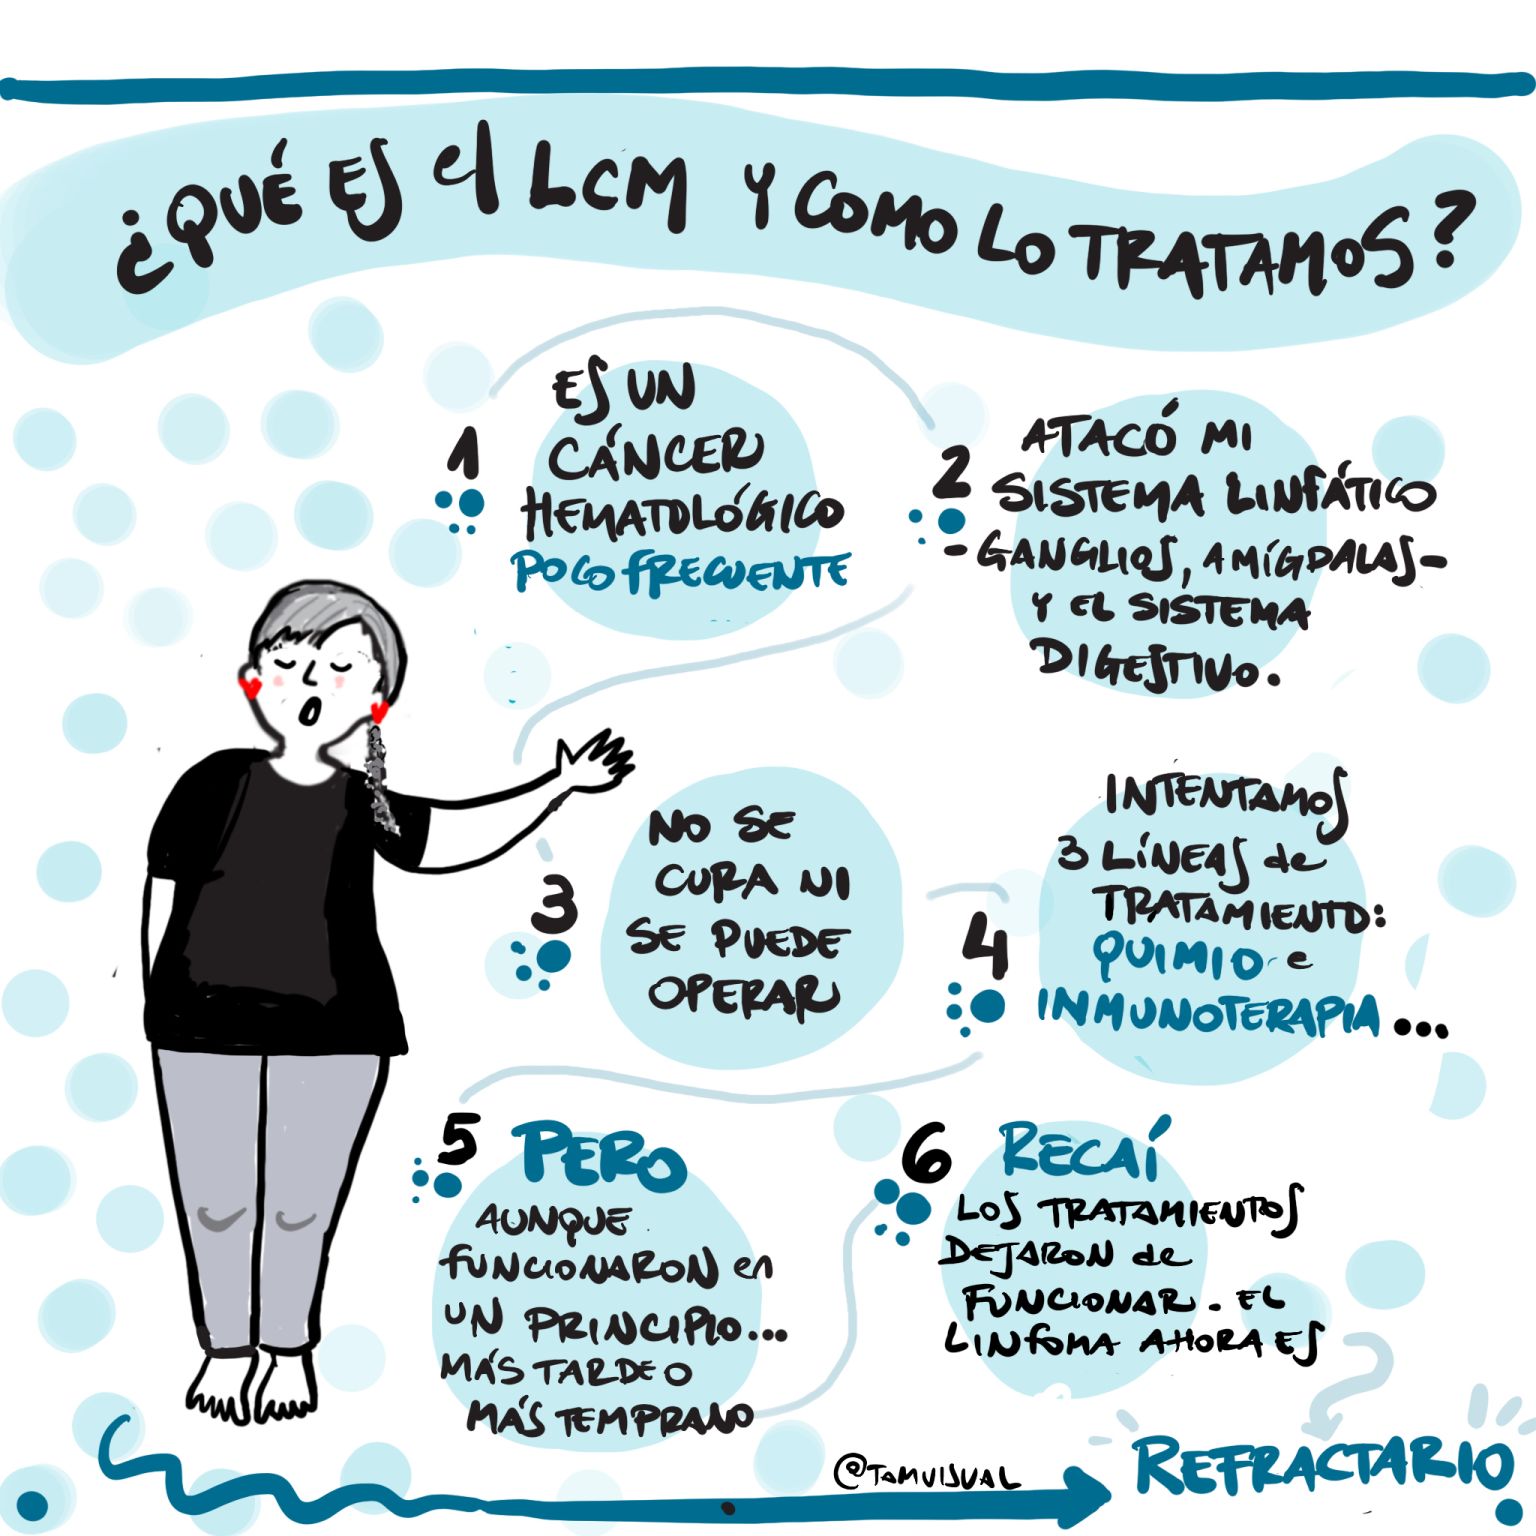 ¿QUÉ ES el LCM Y COMO LO TRATAMOS?
1
ES UN
CÁNCER
HEMATOLÓGICO
POCO FRECUENTE
2
ATACÓ MI
SISTEMA LINFÁTICO
-GANGLIOS, AMÍGDALAS-
Y EL SISTEMA
DIGESTIVO.
3
NO SE
CURA NI
SE PUEDE
OPERAR
4
INTENTAMOS
3 LÍNEAS de
TRATAMIENTO:
QUIMIO e
INMUNOTERAPIA...
5
PERO
AUNQUE
FUNCIONARON en
UN PRINCIPIO...
MÁS TARDE O
MÁS TEMPRANO
6
RECAÍ
LOS TRATAMIENTOS
DEJARON de
FUNCIONAR. EL
LINFOMA AHORA ES
REFRACTARIO
@TAMVISUAL